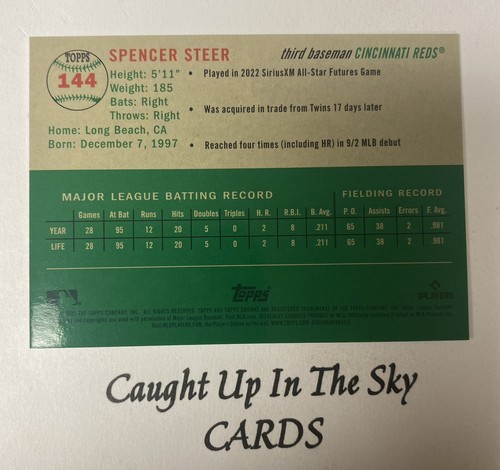 TOPPS
144
SPENCER STEER
third baseman CINCINNATI REDS®
Height: 5'11"
Weight: 185
Bats: Right
Throws: Right
Home: Long Beach, CA
Born: December 7, 1997
• Played in 2022 SiriusXM All-Star Futures Game
• Was acquired in trade from Twins 17 days later
• Reached four times (including HR) in 9/2 MLB debut
MAJOR LEAGUE BATTING RECORD FIELDING RECORD
Games At Bat Runs Hits Doubles Triples H. R. R.B.I. B. Avg. P. O. Assists Errors F. Avg.
YEAR 28 95 12 20 5 0 2 8 .211 65 38 2 .981
LIFE 28 95 12 20 5 0 2 8 .211 65 38 2 .981
Topps
PLAYERS
THE TOPPS COMPANY, INC.
Caught Up In The Sky
CARDS